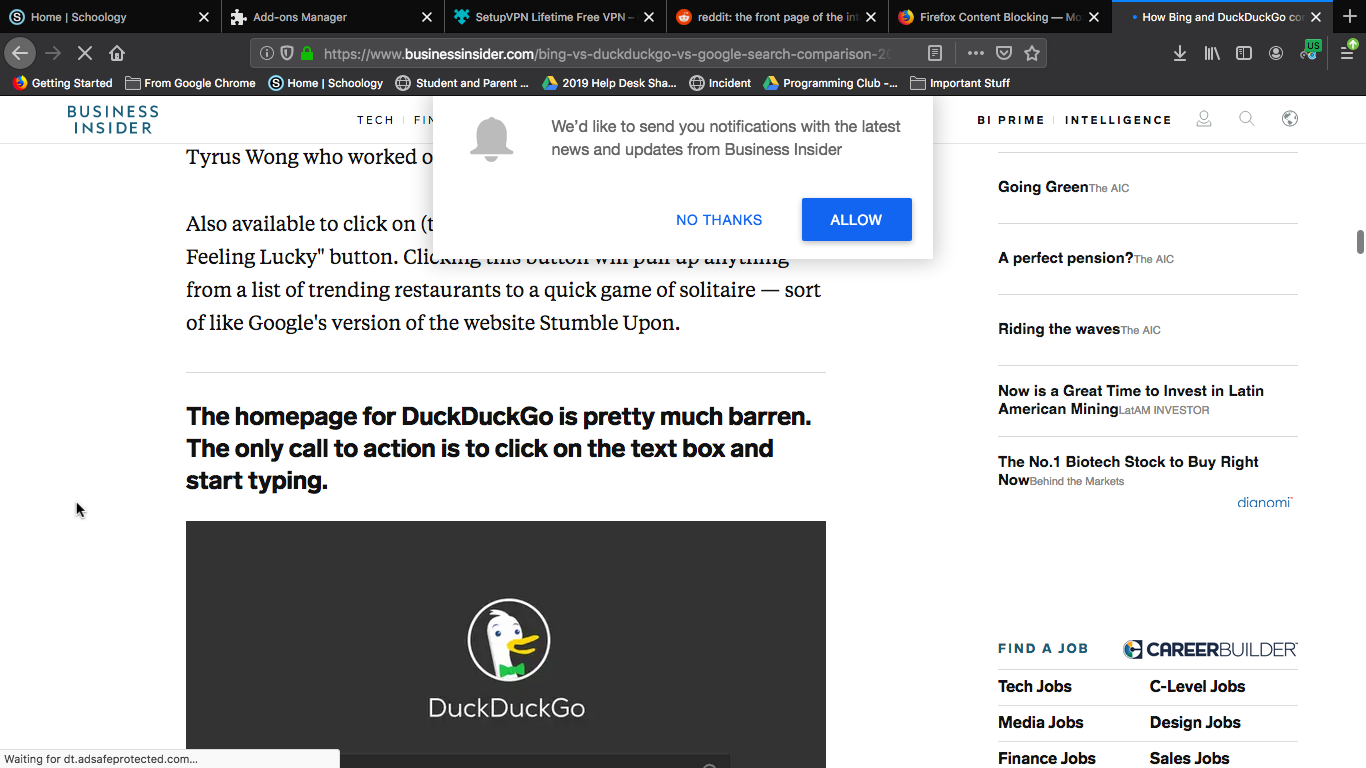 Home | Schoology
Add-ons Manager
SetupVPN Lifetime Free VPN –
reddit: the front page of the int
Firefox Content Blocking — Mo
How Bing and DuckDuckGo co
https://www.businessinsider.com/bing-vs-duckduckgo-vs-google-search-comparison-20
US
Getting Started
From Google Chrome
Home | Schoology
Student and Parent ...
2019 Help Desk Sha...
Incident
Programming Club -...
Important Stuff
BUSINESS
INSIDER
TECH
FIN
BI PRIME
INTELLIGENCE
We'd like to send you notifications with the latest
news and updates from Business Insider
NO THANKS
ALLOW
Tyrus Wong who worked o
Also available to click on (t
Feeling Lucky" button. Clicking this button will pull up anything
from a list of trending restaurants to a quick game of solitaire — sort
of like Google's version of the website Stumble Upon.
The homepage for DuckDuckGo is pretty much barren.
The only call to action is to click on the text box and
start typing.
DuckDuckGo
Going Green The AIC
A perfect pension? The AIC
Riding the waves The AIC
Now is a Great Time to Invest in Latin
American Mining LatAM INVESTOR
The No.1 Biotech Stock to Buy Right
Now Behind the Markets
dianomi
FIND A JOB
CAREERBUILDER
Tech Jobs
C-Level Jobs
Media Jobs
Design Jobs
Finance Jobs
Sales Jobs
Waiting for dt.adsafeprotected.com...